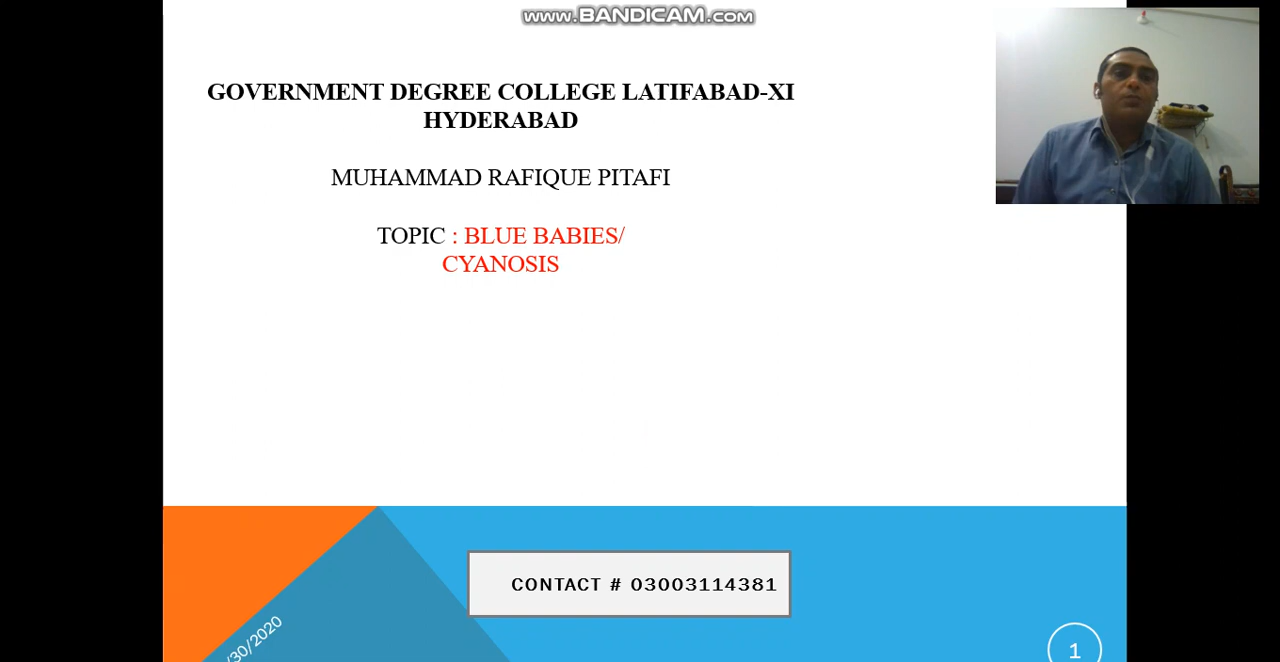 www.BANDICAM.com
GOVERNMENT DEGREE COLLEGE LATIFABAD-XI
HYDERABAD
MUHAMMAD RAFIQUE PITAFI
TOPIC : BLUE BABIES/
CYANOSIS
CONTACT # 03003114381
/30/2020
1